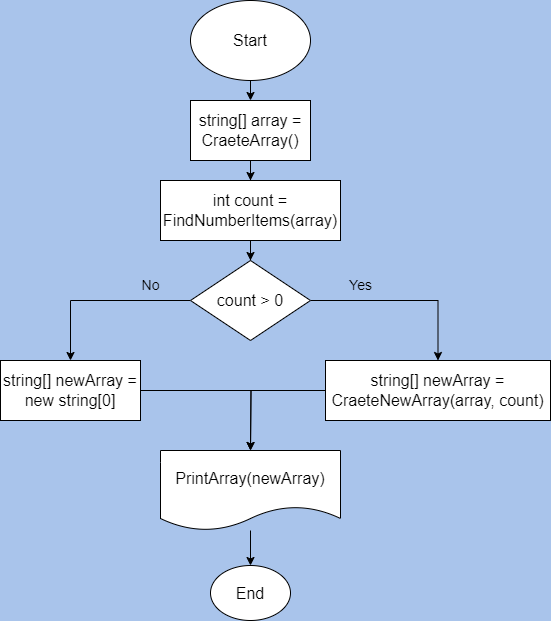 Start
string[] array =
CraeteArray()
int count =
FindNumberItems(array)
count > 0
No
Yes
string[] newArray =
new string[0]
string[] newArray =
CraeteNewArray(array, count)
PrintArray(newArray)
End